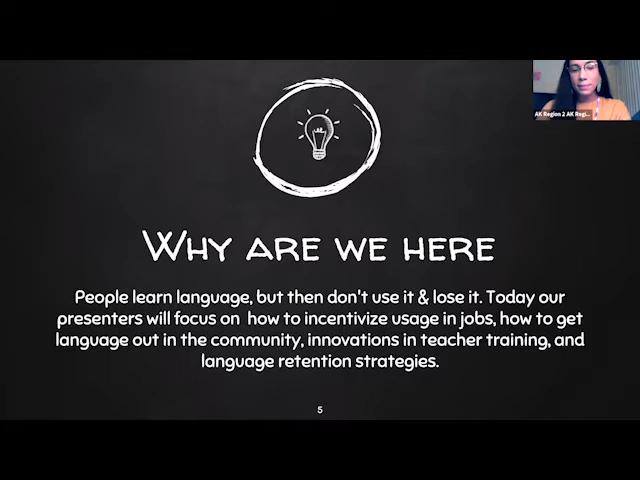 AK Region 2 AK Regi...
WHY ARE WE HERE
People learn language, but then don't use it & lose it. Today our
presenters will focus on how to incentivize usage in jobs, how to get
language out in the community, innovations in teacher training, and
language retention strategies.
5